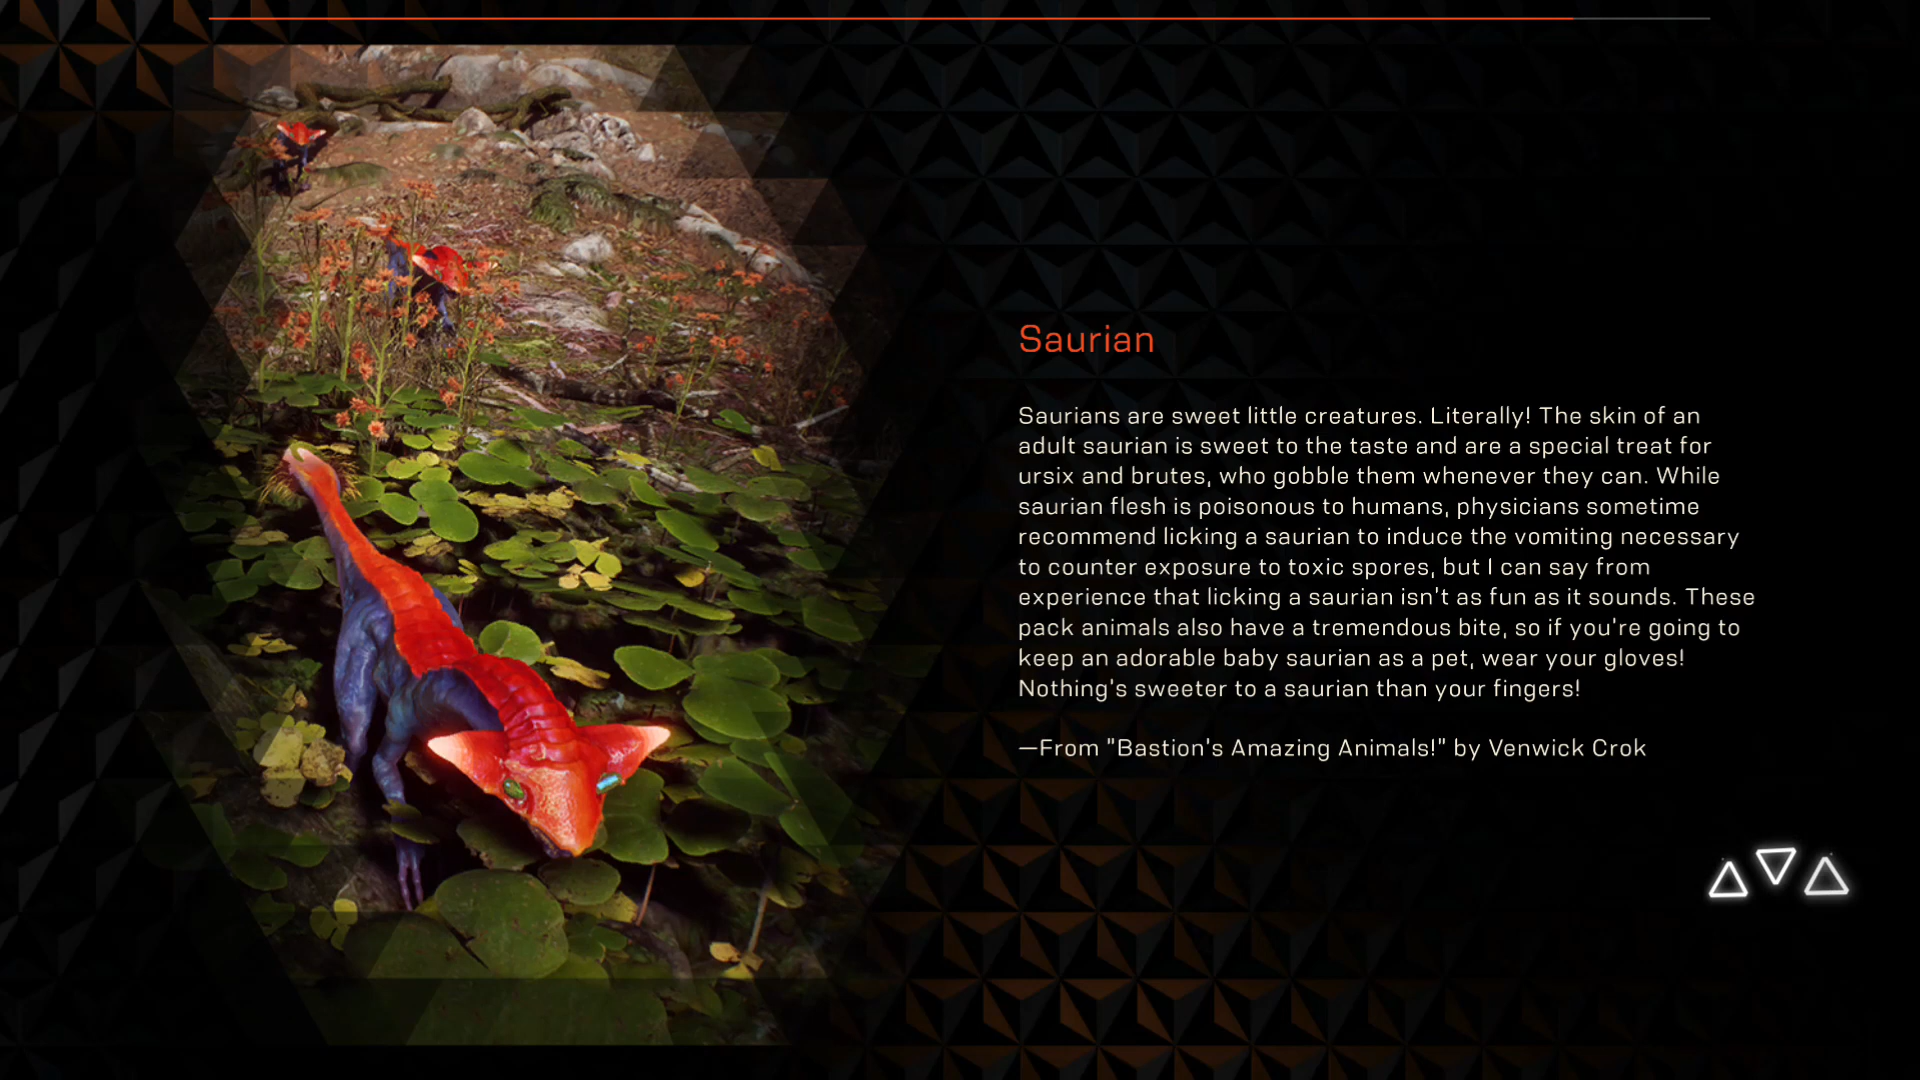 Saurian
Saurians are sweet little creatures. Literally! The skin of an
adult saurian is sweet to the taste and are a special treat for
ursix and brutes, who gobble them whenever they can. While
saurian flesh is poisonous to humans, physicians sometime
recommend licking a saurian to induce the vomiting necessary
to counter exposure to toxic spores, but I can say from
experience that licking a saurian isn't as fun as it sounds. These
pack animals also have a tremendous bite, so if you're going to
keep an adorable baby saurian as a pet, wear your gloves!
Nothing's sweeter to a saurian than your fingers!
—From "Bastion's Amazing Animals!" by Venwick Crok